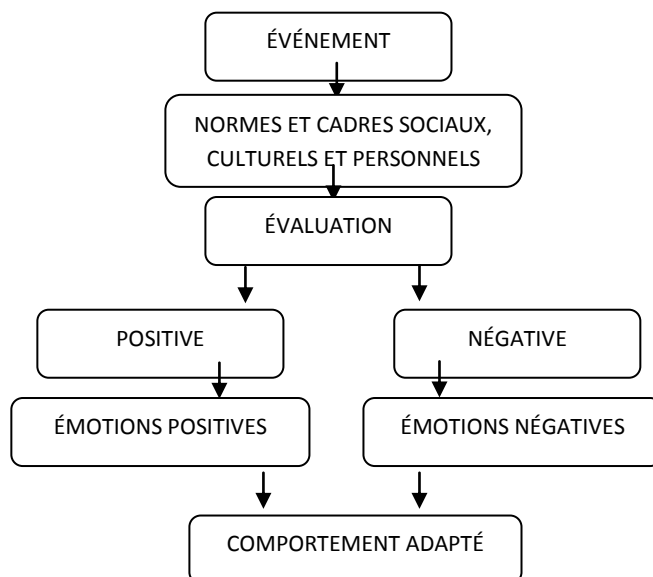 ÉVÉNEMENT
NORMES ET CADRES SOCIAUX,
CULTURELS ET PERSONNELS
ÉVALUATION
POSITIVE
NÉGATIVE
ÉMOTIONS POSITIVES
ÉMOTIONS NÉGATIVES
COMPORTEMENT ADAPTÉ